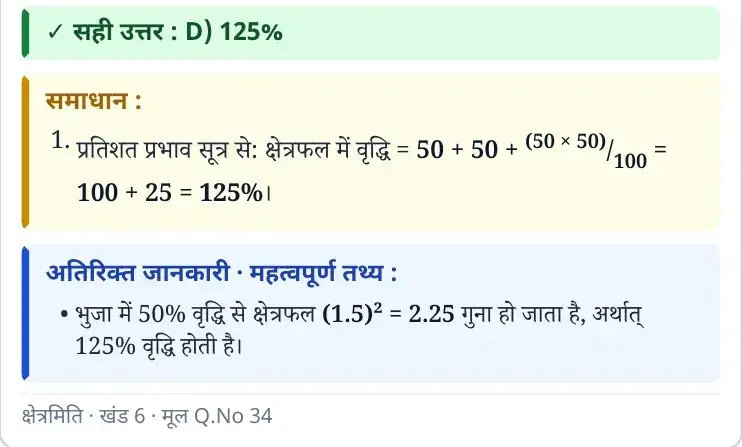 ✓ सही उत्तर : D) 125%
समाधान :
1. प्रतिशत प्रभाव सूत्र से: क्षेत्रफल में वृद्धि = 50 + 50 + (50 × 50)/100 =
100 + 25 = 125%।
अतिरिक्त जानकारी · महत्वपूर्ण तथ्य :
• भुजा में 50% वृद्धि से क्षेत्रफल (1.5)² = 2.25 गुना हो जाता है, अर्थात्
125% वृद्धि होती है।
क्षेत्रमिति · खंड 6 · मूल Q.No 34